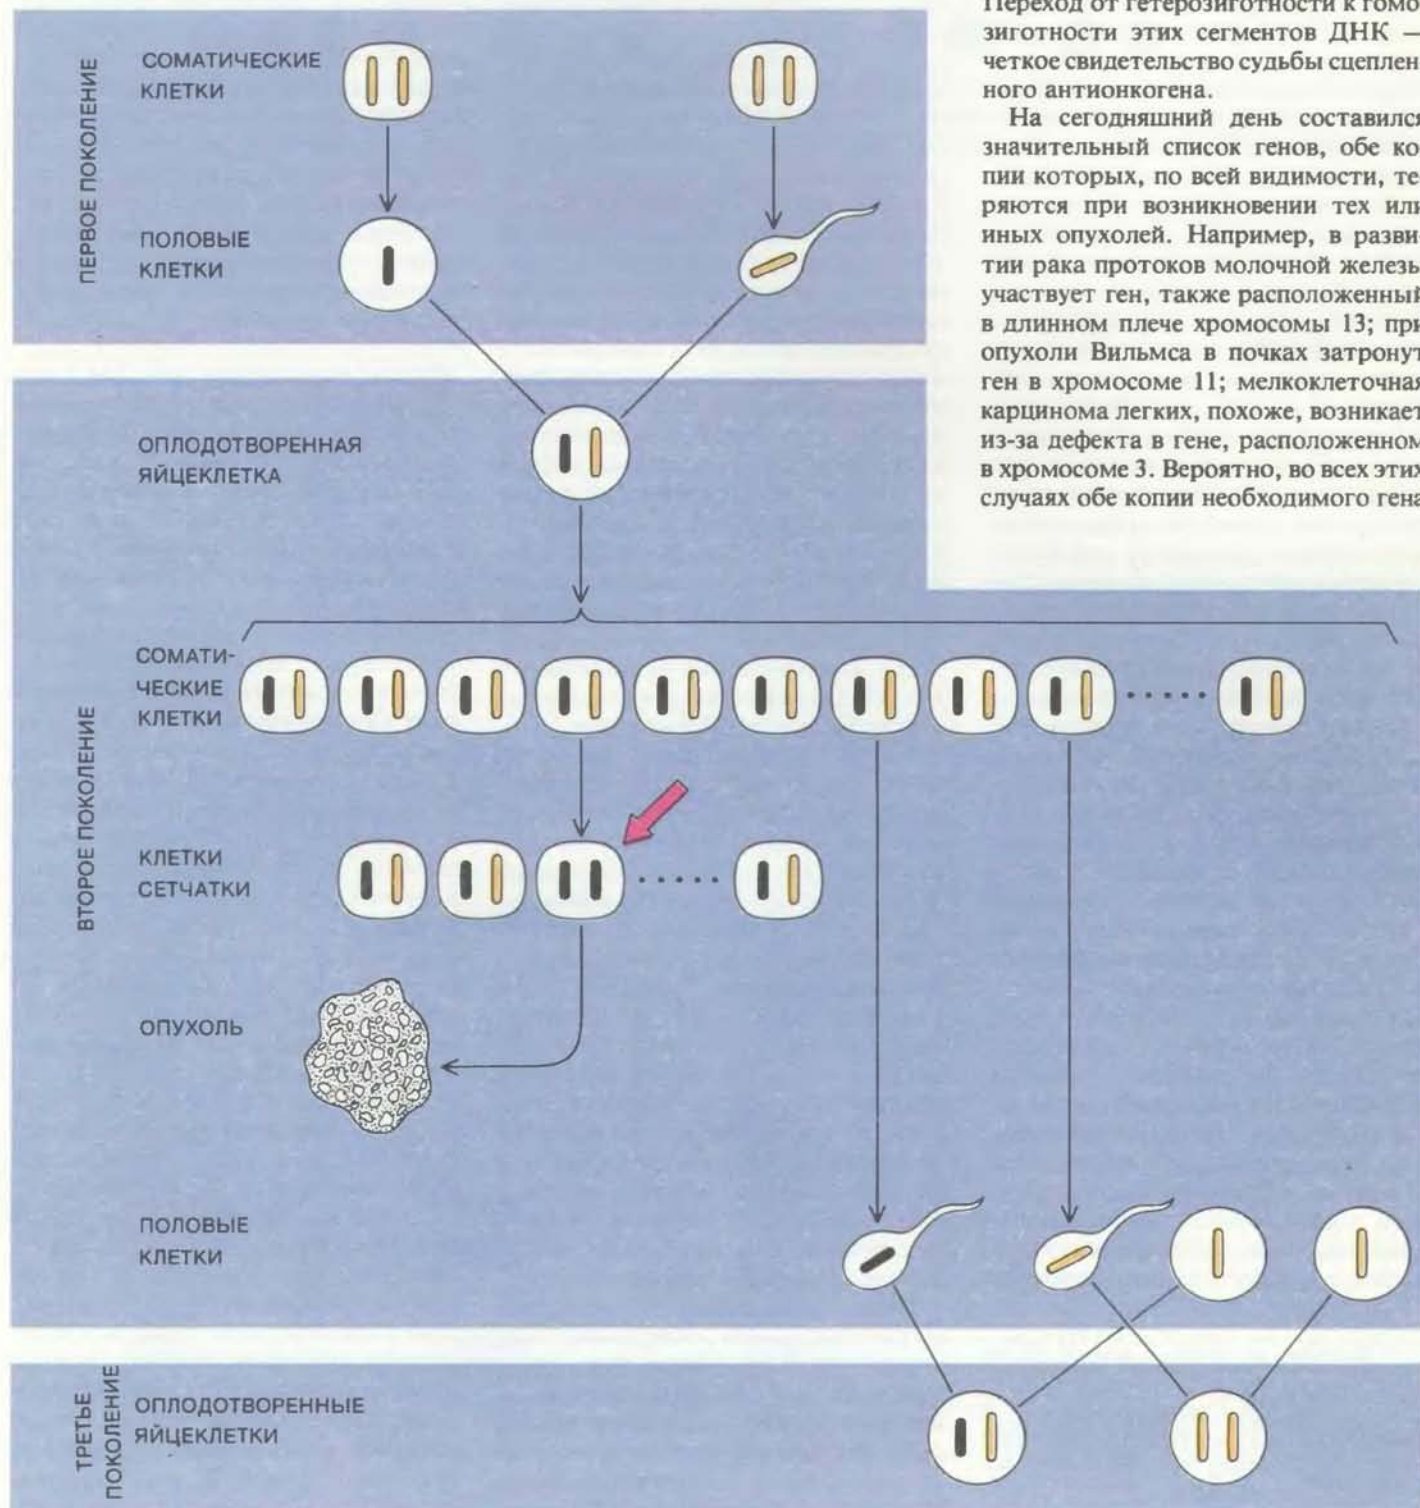 Переход от гетерозиготности к гомо-
зиготности этих сегментов ДНК —
четкое свидетельство судьбы сцеплен-
ного антионкогена.
На сегодняшний день составился
значительный список генов, обе ко-
пии которых, по всей видимости, те-
ряются при возникновении тех или
иных опухолей. Например, в разви-
тии рака протоков молочной железы
участвует ген, также расположенный
в длинном плече хромосомы 13; при
опухоли Вильмса в почках затронут
ген в хромосоме 11; мелкоклеточная
карцинома легких, похоже, возникает
из-за дефекта в гене, расположенном
в хромосоме 3. Вероятно, во всех этих
случаях обе копии необходимого гена
ПЕРВОЕ ПОКОЛЕНИЕ
СОМАТИЧЕСКИЕ
КЛЕТКИ
ПОЛОВЫЕ
КЛЕТКИ
ВТОРОЕ ПОКОЛЕНИЕ
ОПЛОДОТВОРЕННАЯ
ЯЙЦЕКЛЕТКА
СОМАТИ-
ЧЕСКИЕ
КЛЕТКИ
КЛЕТКИ
СЕТЧАТКИ
ОПУХОЛЬ
ПОЛОВЫЕ
КЛЕТКИ
ТРЕТЬЕ
ПОКОЛЕНИЕ
ОПЛОДОТВОРЕННЫЕ
ЯЙЦЕКЛЕТКИ